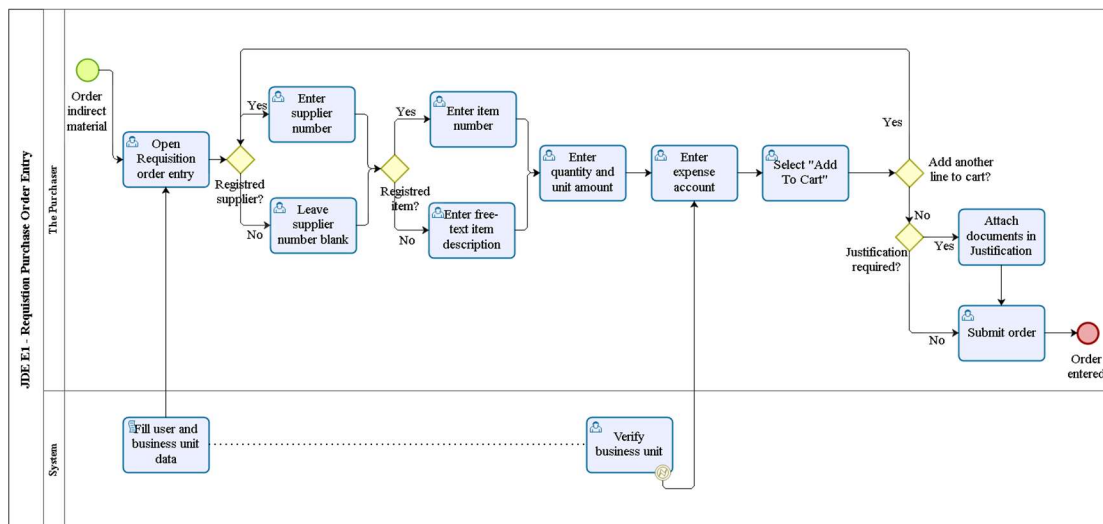 JDE E1 - Requistion Purchase Order Entry
The Purchaser
Order
indirect
material
Open
Requisition
order entry
Registred
supplier?
Yes
Enter
supplier
number
No
Leave
supplier
number blank
Registred
item?
Yes
Enter item
number
No
Enter free-
text item
description
Enter
quantity and
unit amount
Enter
expense
account
Select "Add
To Cart"
Add another
line to cart?
Yes
No
Justification
required?
Yes
Attach
documents in
Justification
No
Submit order
Order
entered
System
Fill user and
business unit
data
Verify
business unit